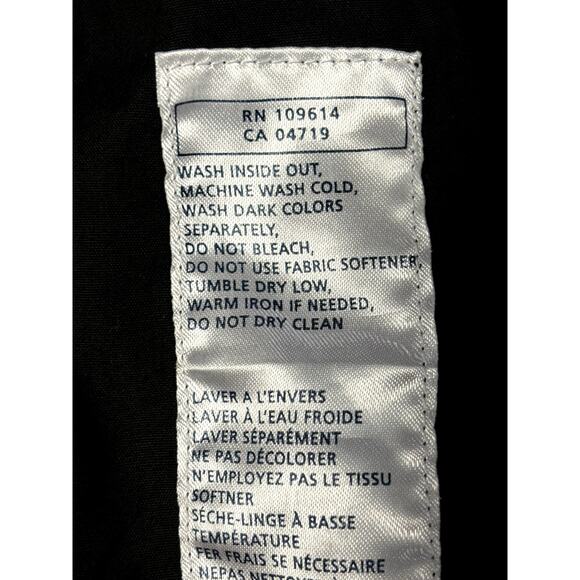 RN 109614
CA 04719
WASH INSIDE OUT,
MACHINE WASH COLD,
WASH DARK COLORS
SEPARATELY,
DO NOT BLEACH,
DO NOT USE FABRIC SOFTENER,
TUMBLE DRY LOW,
WARM IRON IF NEEDED,
DO NOT DRY CLEAN
LAVER A L'ENVERS
LAVER À L'EAU FROIDE
LAVER SÉPARÉMENT
NE PAS DÉCOLORER
N'EMPLOYEZ PAS LE TISSU
SOFTNER
SÉCHE-LINGE À BASSE
TEMPÉRATURE
FER FRAIS SE NÉCESSAIRE
NEPAS